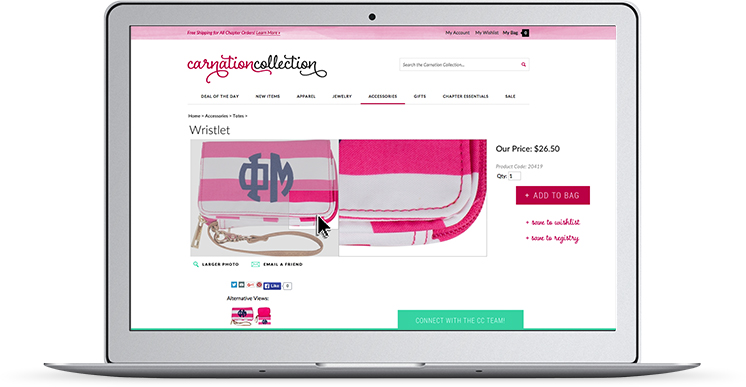 Free Shipping for All Chapter Orders! Learn More >
My Account My Wishlist My Bag 0
carnationcollection
Search the Carnation Collection...
DEAL OF THE DAY NEW ITEMS APPAREL JEWELRY ACCESSORIES GIFTS CHAPTER ESSENTIALS SALE
Home > Accessories > Totes >
Wristlet
ΦΜ
Our Price: $26.50
Product Code: 20419
Qty: 1
+ ADD TO BAG
+ save to wishlist
+ save to registry
LARGER PHOTO EMAIL A FRIEND
Like 0
Alternative Views:
CONNECT WITH THE CC TEAM!